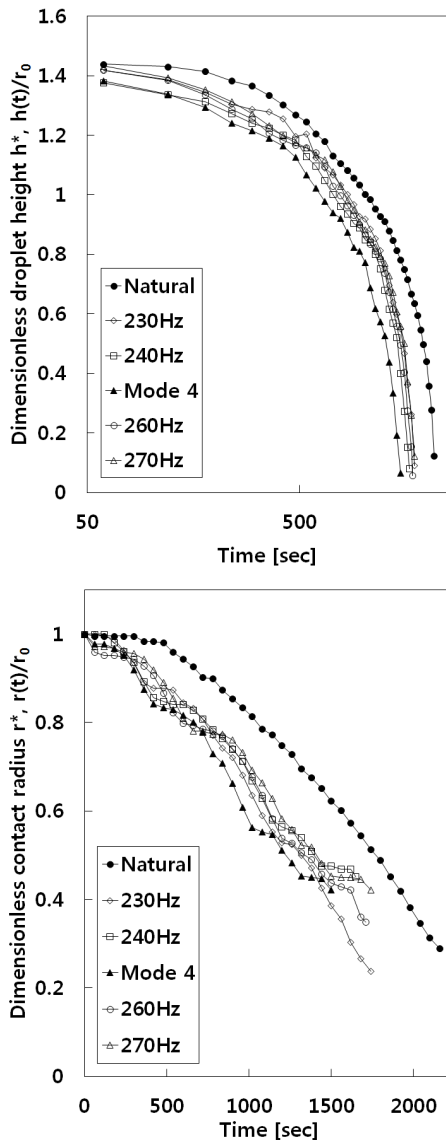 Dimensionless droplet height h*, h(t)/r0
1.6
1.4
1.2
1
0.8
0.6
0.4
0.2
0
Natural
230Hz
240Hz
Mode 4
260Hz
270Hz
50
500
Time [sec]
Dimensionless contact radius r*, r(t)/r0
1
0.8
0.6
0.4
0.2
0
Natural
230Hz
240Hz
Mode 4
260Hz
270Hz
0
500
1000
1500
2000
Time [sec]